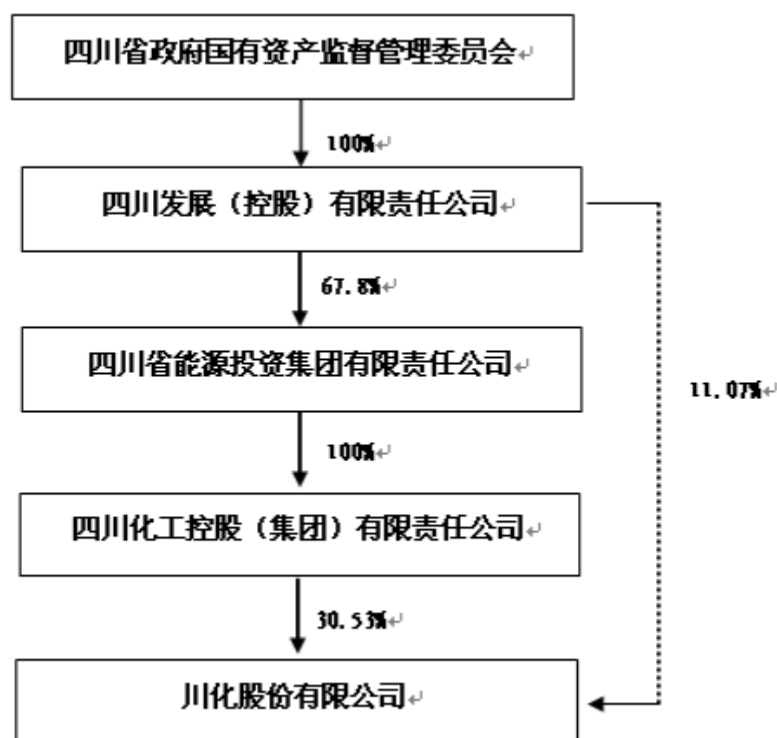 四川省政府国有资产监督管理委员会↵
100%↵
四川发展（控股）有限责任公司↵
67.8%↵
四川省能源投资集团有限责任公司↵
11.07%↵
100%↵
四川化工控股（集团）有限责任公司↵
30.53%↵
川化股份有限公司↵